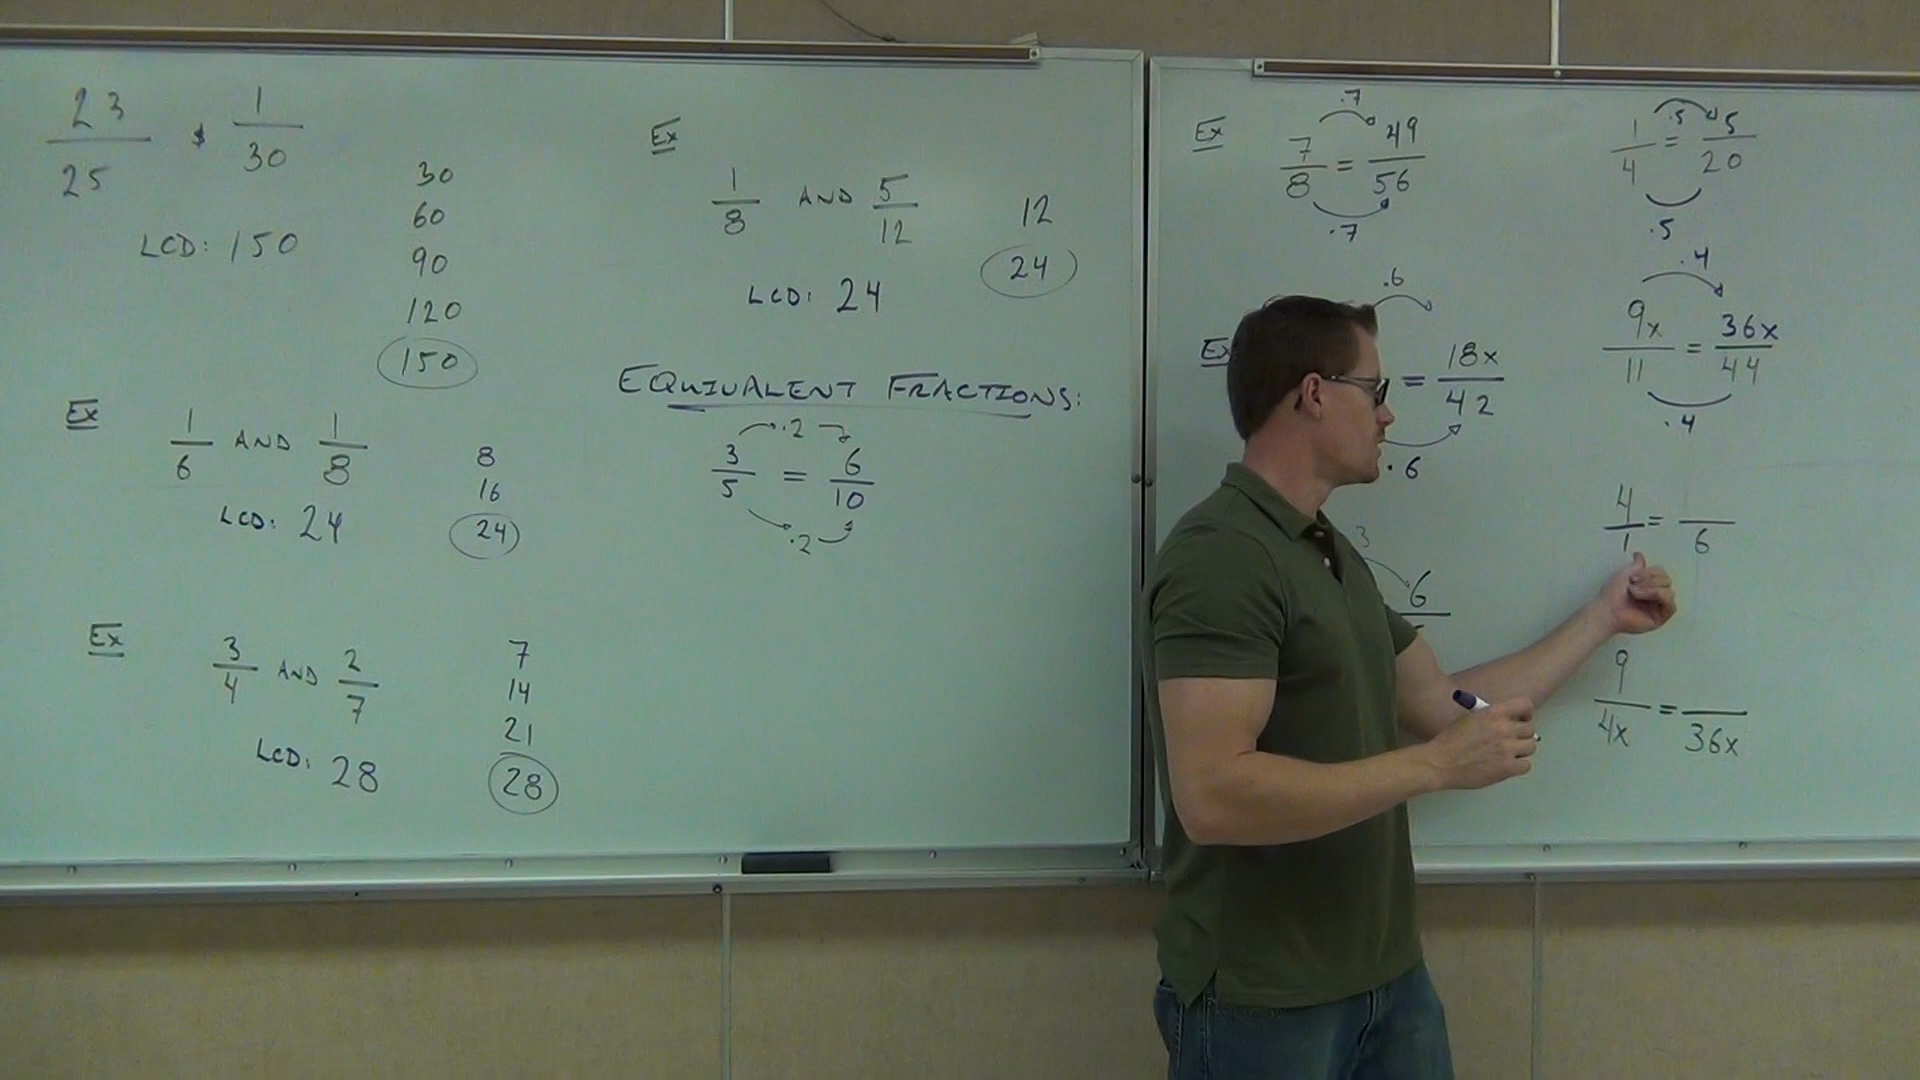 23/25 & 1/30
30
60
90
120
150
LCD: 150
Ex
1/6 AND 1/8
8
16
24
LCD: 24
Ex
3/4 AND 2/7
7
14
21
28
LCD: 28
Ex
1/8 AND 5/12
12
24
LCD: 24
EQUIVALENT FRACTIONS:
·2
3/5 = 6/10
·2
Ex
·7
7/8 = 49/56
·7
Ex
·6
= 18x/42
·6
3
6
·5
1/4 = 5/20
·5
·4
9x/11 = 36x/44
·4
4/1 = /6
9/4x = /36x